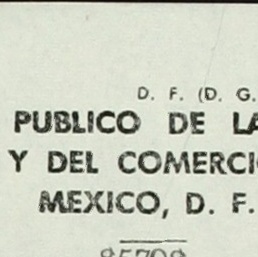 D. F. (D. G.
PUBLICO DE LA
Y DEL COMERCI
MEXICO, D. F.